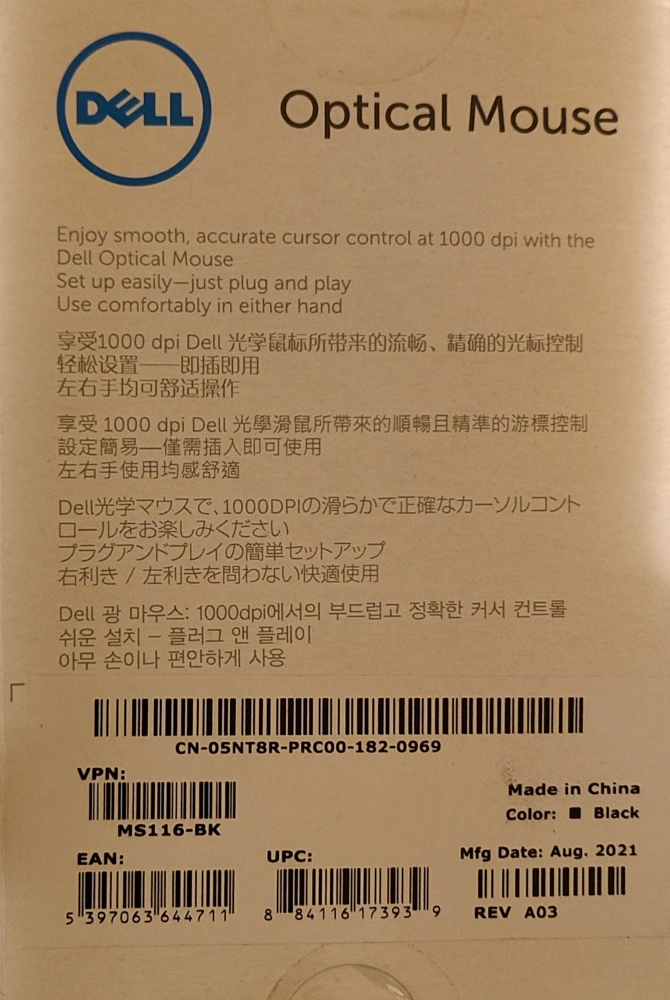 DELL
Optical Mouse
Enjoy smooth, accurate cursor control at 1000 dpi with the
Dell Optical Mouse
Set up easily—just plug and play
Use comfortably in either hand
享受1000 dpi Dell 光学鼠标所带来的流畅、精确的光标控制
轻松设置——即插即用
左右手均可舒适操作
享受 1000 dpi Dell 光學滑鼠所帶來的順暢且精準的游標控制
設定簡易—僅需插入即可使用
左右手使用均感舒適
Dell光学マウスで、1000DPIの滑らかで正確なカーソルコント
ロールをお楽しみください
プラグアンドプレイの簡単セットアップ
右利き / 左利きを問わない快適使用
Dell 광 마우스: 1000dpi에서의 부드럽고 정확한 커서 컨트롤
쉬운 설치 – 플러그 앤 플레이
아무 손이나 편안하게 사용
CN-05NT8R-PRC00-182-0969
VPN:
MS116-BK
Made in China
Color: ■ Black
EAN:
5 397063 644711
UPC:
8 84116 17393 9
Mfg Date: Aug. 2021
REV A03